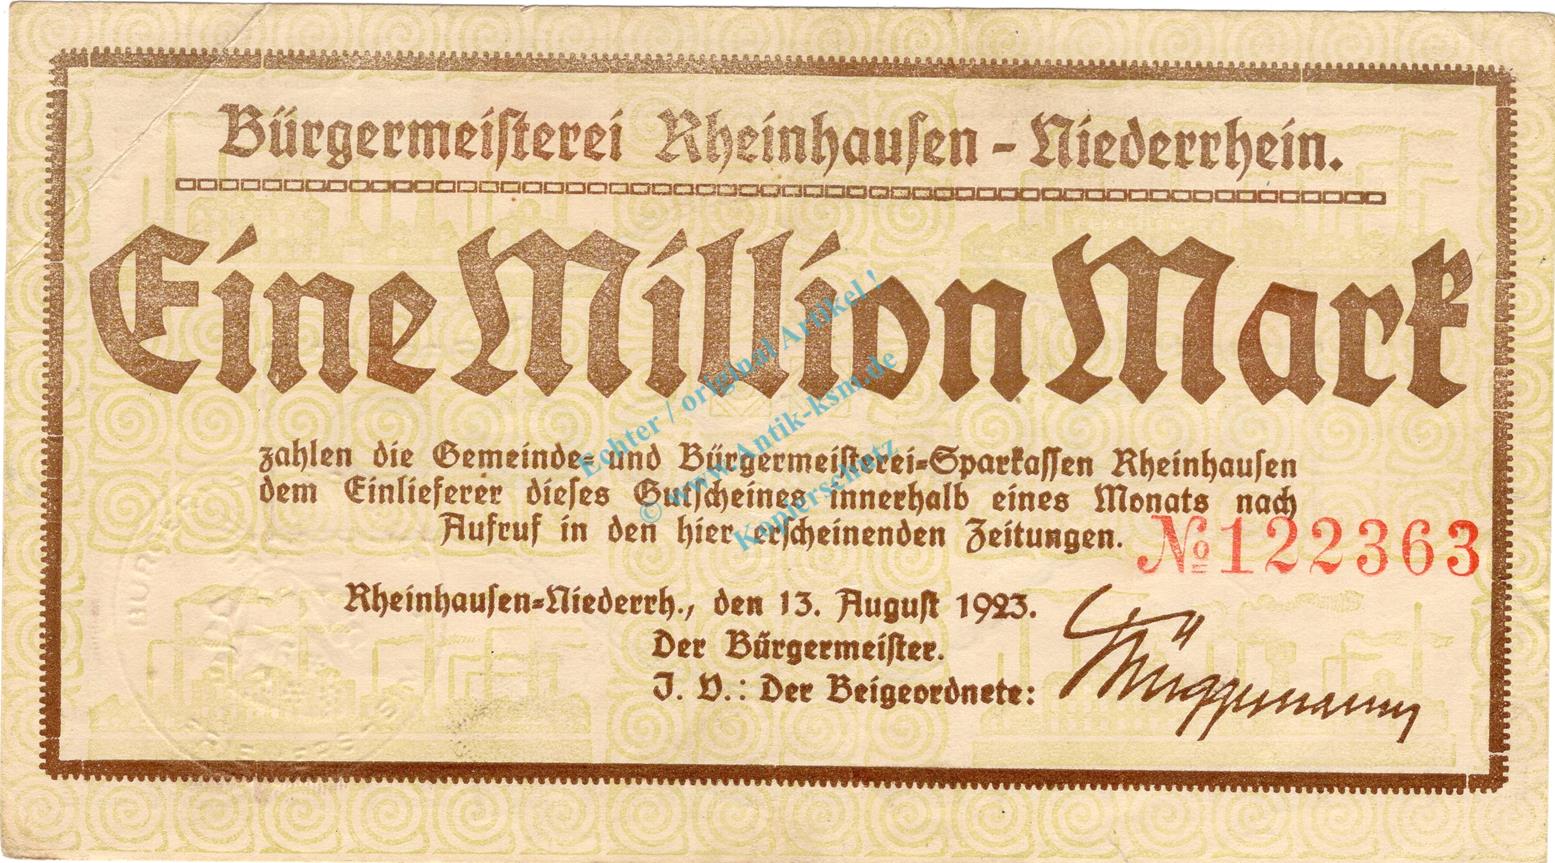 Bürgermeisterei Rheinhausen - Niederrhein.
Eine Million Mark
zahlen die Gemeinde- und Bürgermeisterei-Sparkassen Rheinhausen
dem Einlieferer dieses Gutscheines innerhalb eines Monats nach
Aufruf in den hier erscheinenden Zeitungen.
№ 122363
Rheinhausen-Niederrh., den 13. August 1923.
Der Bürgermeister.
J. V.: Der Beigeordnete:
Echter / original Artikel !
© www.Antik-ksm.de
Kopierschutz